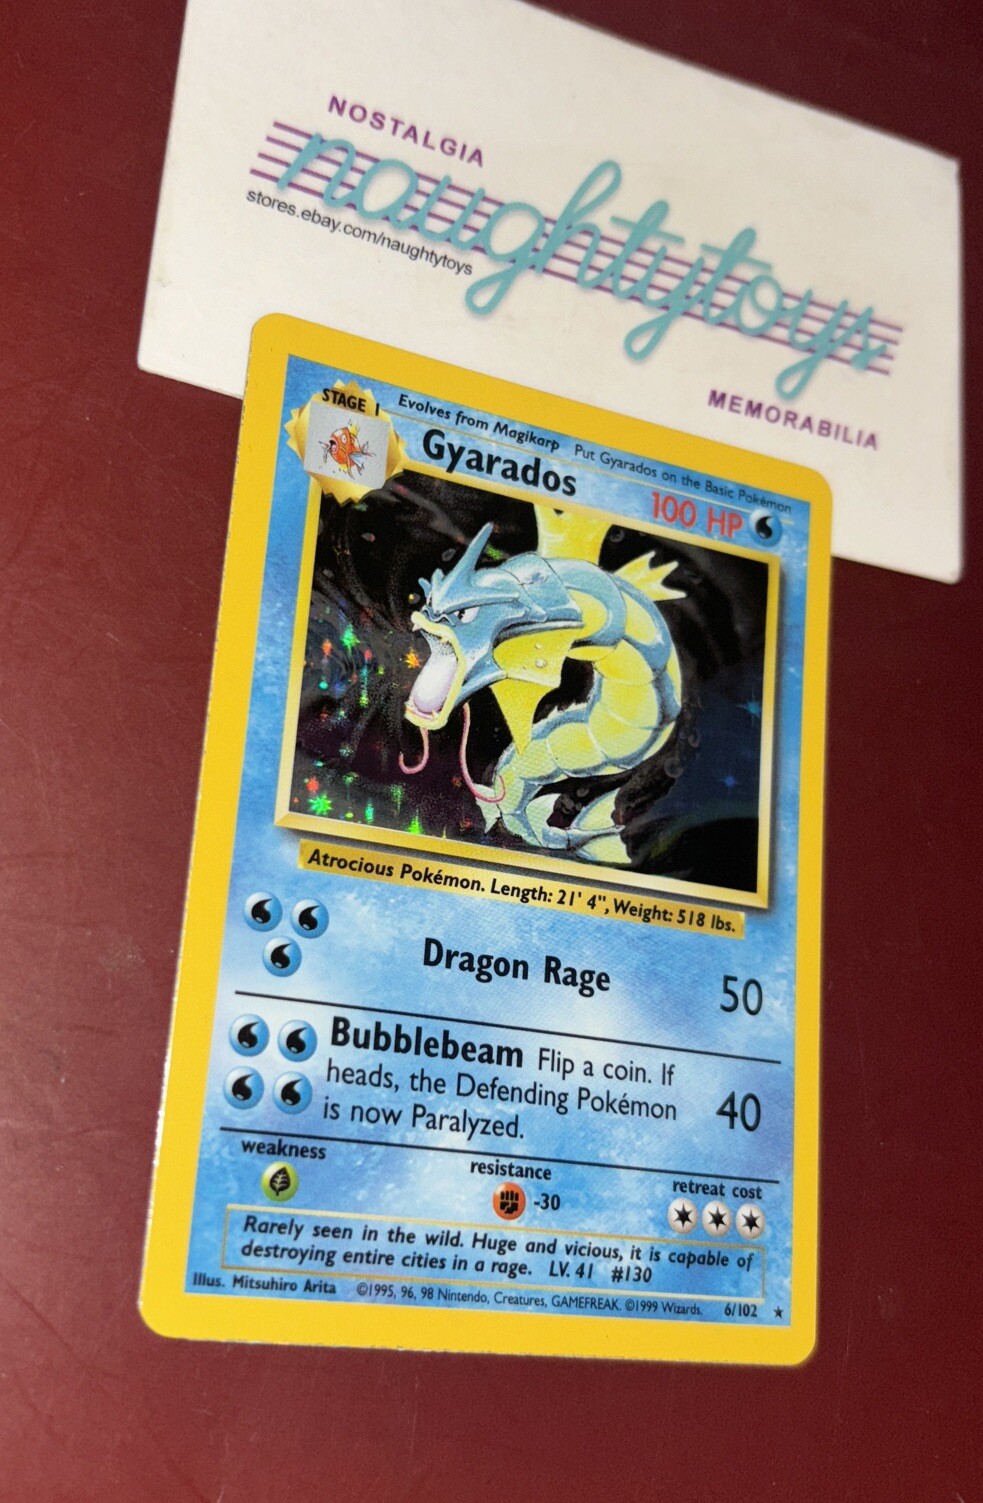 NOSTALGIA
naughtytoys
stores.ebay.com/naughtytoys
MEMORABILIA
STAGE 1
Evolves from Magikarp Put Gyarados on the Basic Pokémon
Gyarados
100 HP
Atrocious Pokémon. Length: 21' 4", Weight: 518 lbs.
Dragon Rage 50
Bubblebeam Flip a coin. If
heads, the Defending Pokémon
is now Paralyzed.
40
weakness
resistance
retreat cost
-30
Rarely seen in the wild. Huge and vicious, it is capable of
destroying entire cities in a rage. LV. 41 #130
Illus. Mitsuhiro Arita ©1995, 96, 98 Nintendo, Creatures, GAMEFREAK. ©1999 Wizards. 6/102 ★